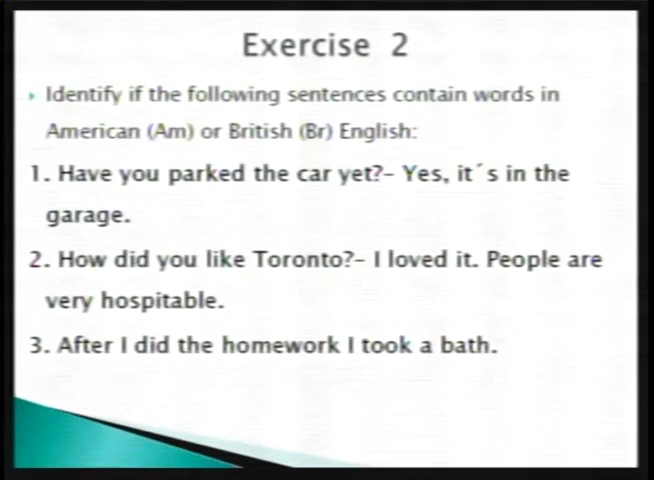 Exercise 2
Identify if the following sentences contain words in
American (Am) or British (Br) English:
1. Have you parked the car yet?- Yes, it´s in the
garage.
2. How did you like Toronto?- I loved it. People are
very hospitable.
3. After I did the homework I took a bath.